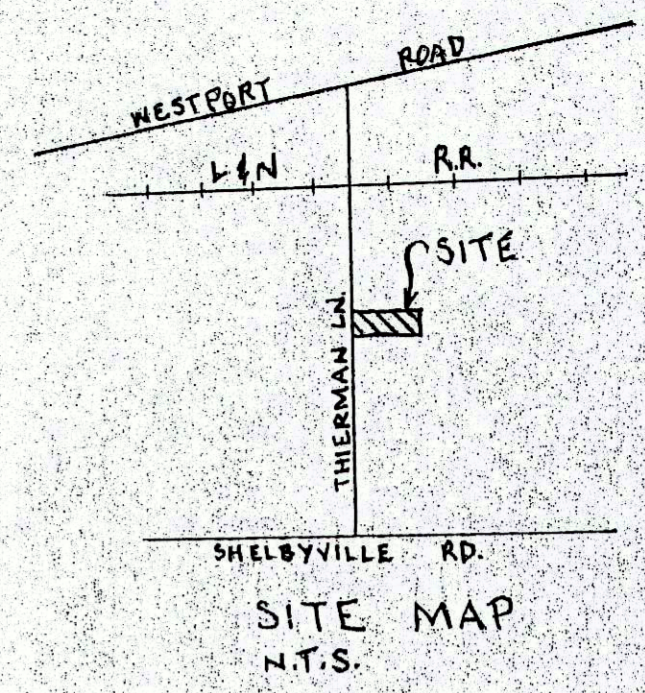 WESTPORT ROAD
L & N R.R.
SITE
THIERMAN LN.
SHELBYVILLE RD.
SITE MAP
N.T.S.